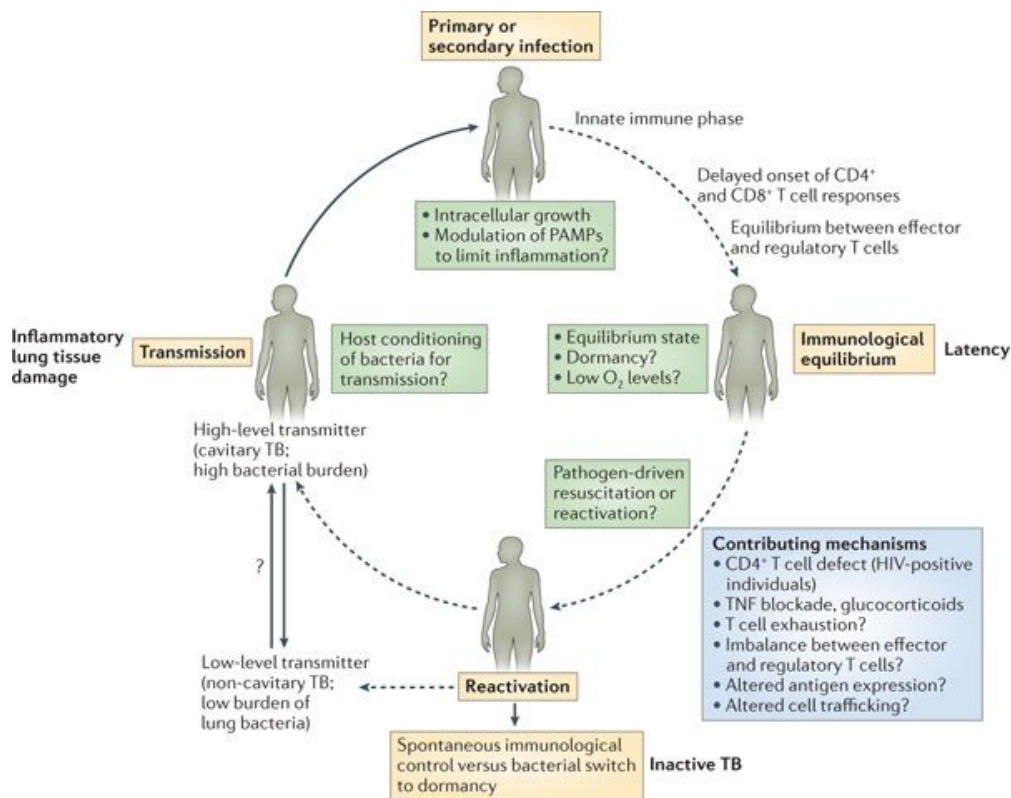 Primary or
secondary infection
Innate immune phase
Delayed onset of CD4⁺
and CD8⁺ T cell responses
Equilibrium between effector
and regulatory T cells
• Intracellular growth
• Modulation of PAMPs
to limit inflammation?
Inflammatory
lung tissue
damage
Transmission
Host conditioning
of bacteria for
transmission?
• Equilibrium state
• Dormancy?
• Low O₂ levels?
Immunological
equilibrium
Latency
High-level transmitter
(cavitary TB;
high bacterial burden)
Pathogen-driven
resuscitation or
reactivation?
Contributing mechanisms
• CD4⁺ T cell defect (HIV-positive
individuals)
• TNF blockade, glucocorticoids
• T cell exhaustion?
• Imbalance between effector
and regulatory T cells?
• Altered antigen expression?
• Altered cell trafficking?
?
Low-level transmitter
(non-cavitary TB;
low burden of
lung bacteria)
Reactivation
Spontaneous immunological
control versus bacterial switch
to dormancy
Inactive TB